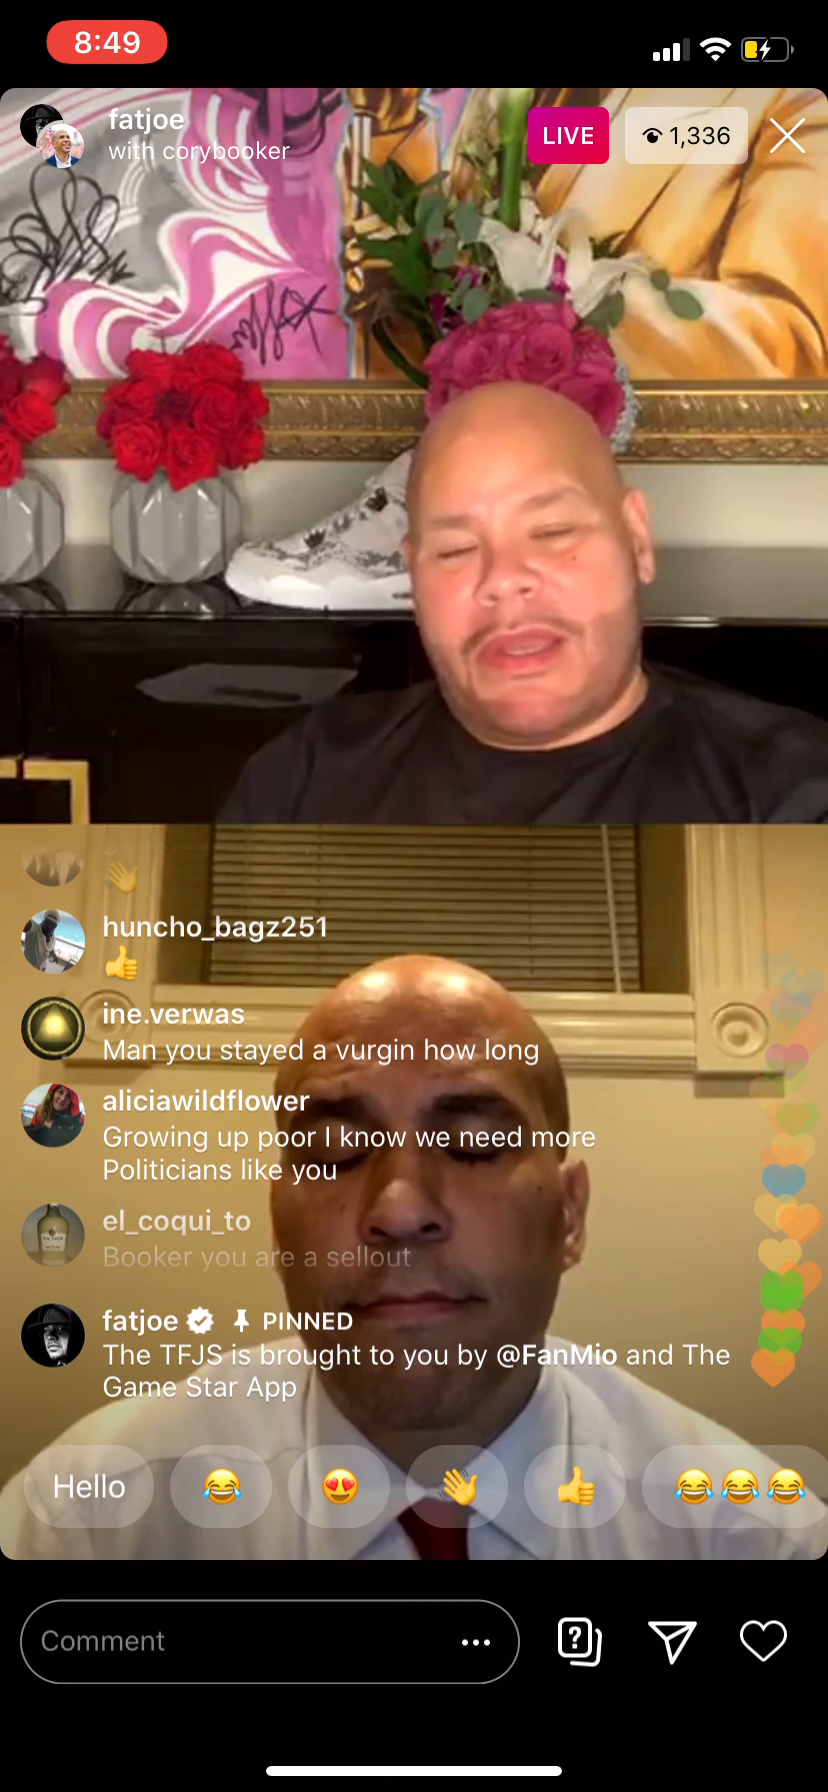 8:49
fatjoe
with corybooker
LIVE
1,336
huncho_bagz251
👍
ine.verwas
Man you stayed a vurgin how long
aliciawildflower
Growing up poor I know we need more
Politicians like you
el_coqui_to
Booker you are a sellout
fatjoe PINNED
The TFJS is brought to you by @FanMio and The
Game Star App
Hello 😂 😍 👋 👍 😂😂😂
Comment